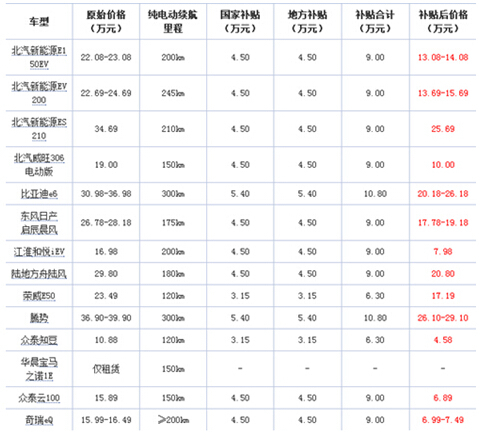 车型 原始价格 纯电动续航 国家补贴 地方补贴 补贴合计 补贴后价格
（万元） 里程 （万元） （万元） （万元） （万元）
北汽新能源E1
50EV 22.08-23.08 200km 4.50 4.50 9.00 13.08-14.08
北汽新能源EV
200 22.69-24.69 245km 4.50 4.50 9.00 13.69-15.69
北汽新能源ES
210 34.69 210km 4.50 4.50 9.00 25.69
北汽威旺306
电动版 19.00 150km 4.50 4.50 9.00 10.00
比亚迪e6 30.98-36.98 300km 5.40 5.40 10.80 20.18-26.18
东风日产
启辰晨风 26.78-28.18 175km 4.50 4.50 9.00 17.78-19.18
江淮和悦iEV 16.98 200km 4.50 4.50 9.00 7.98
陆地方舟陆风 29.80 180km 4.50 4.50 9.00 20.80
荣威E50 23.49 120km 3.15 3.15 6.30 17.19
腾势 36.90-39.90 300km 5.40 5.40 10.80 26.10-29.10
众泰知豆 10.88 120km 3.15 3.15 6.30 4.58
华晨宝马
之诺1E 仅租赁 150km - - - -
众泰云100 15.89 150km 4.50 4.50 9.00 6.89
奇瑞eQ 15.99-16.49 ≥200km 4.50 4.50 9.00 6.99-7.49